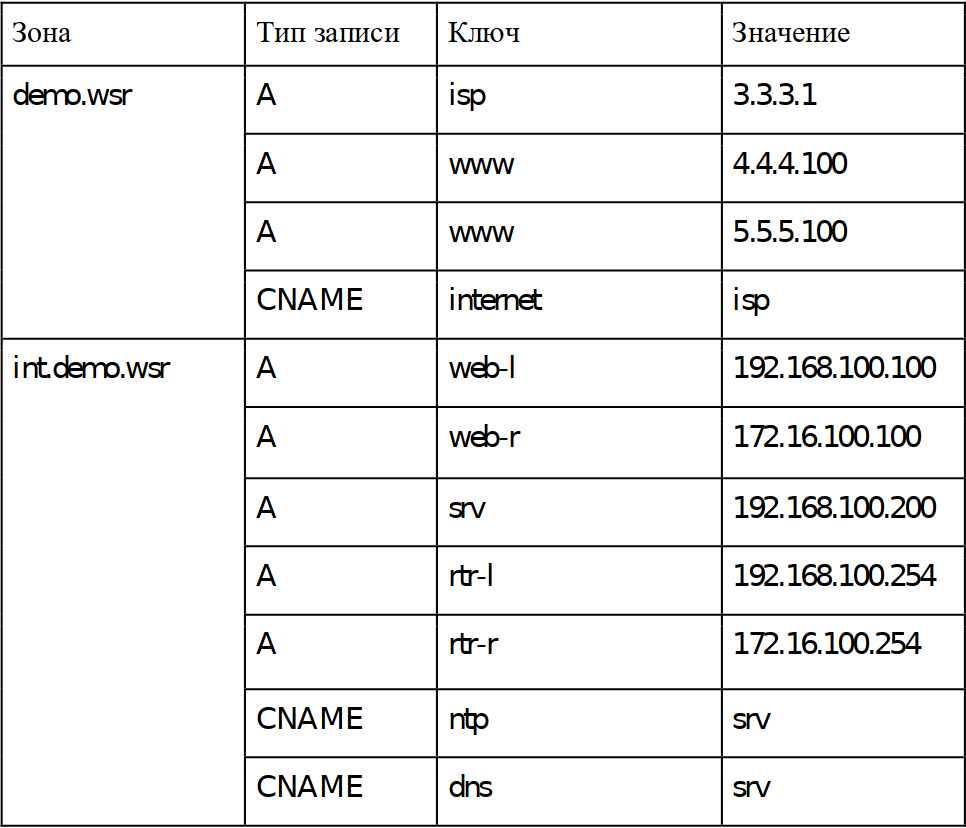 Зона Тип записи Ключ Значение
demo.wsr A isp 3.3.3.1
A www 4.4.4.100
A www 5.5.5.100
CNAME internet isp
int.demo.wsr A web-l 192.168.100.100
A web-r 172.16.100.100
A srv 192.168.100.200
A rtr-l 192.168.100.254
A rtr-r 172.16.100.254
CNAME ntp srv
CNAME dns srv